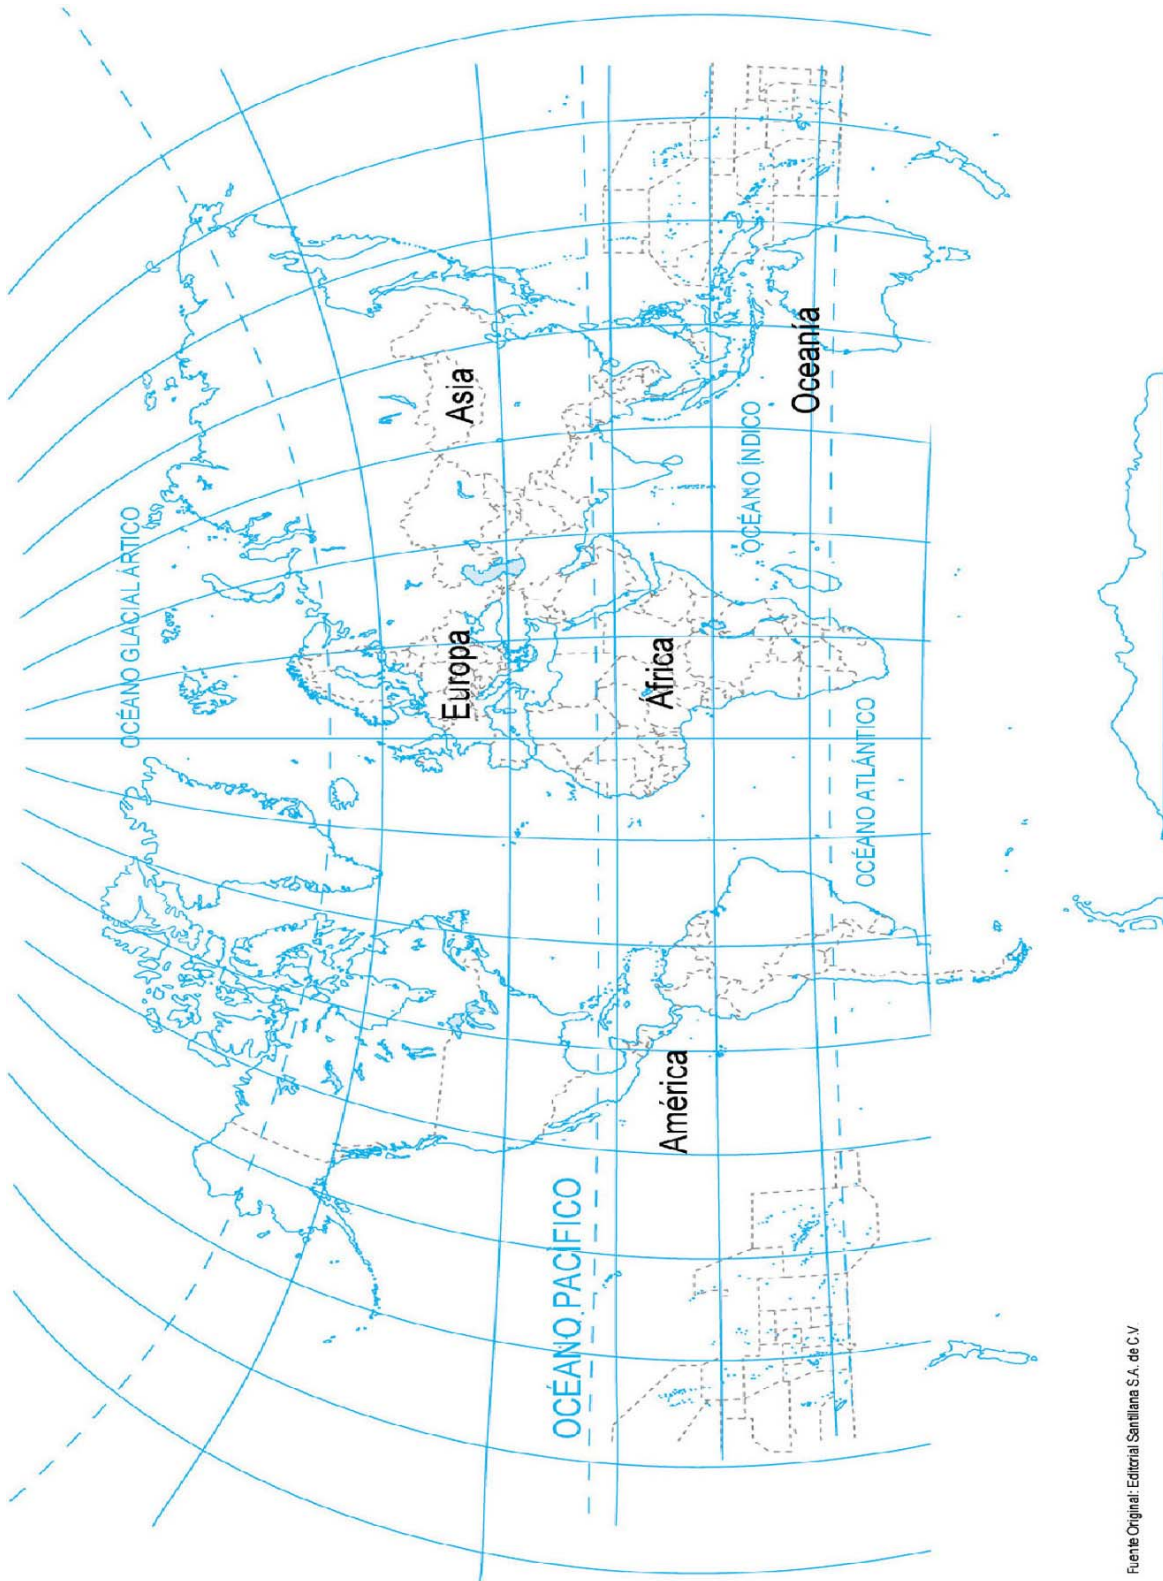 OCÉANO GLACIAL ÁRTICO
Europa
Asia
OCÉANO PACÍFICO
América
África
OCÉANO ÍNDICO
Oceanía
OCÉANO ATLÁNTICO
Fuente Original: Editorial Santillana S.A. de C.V